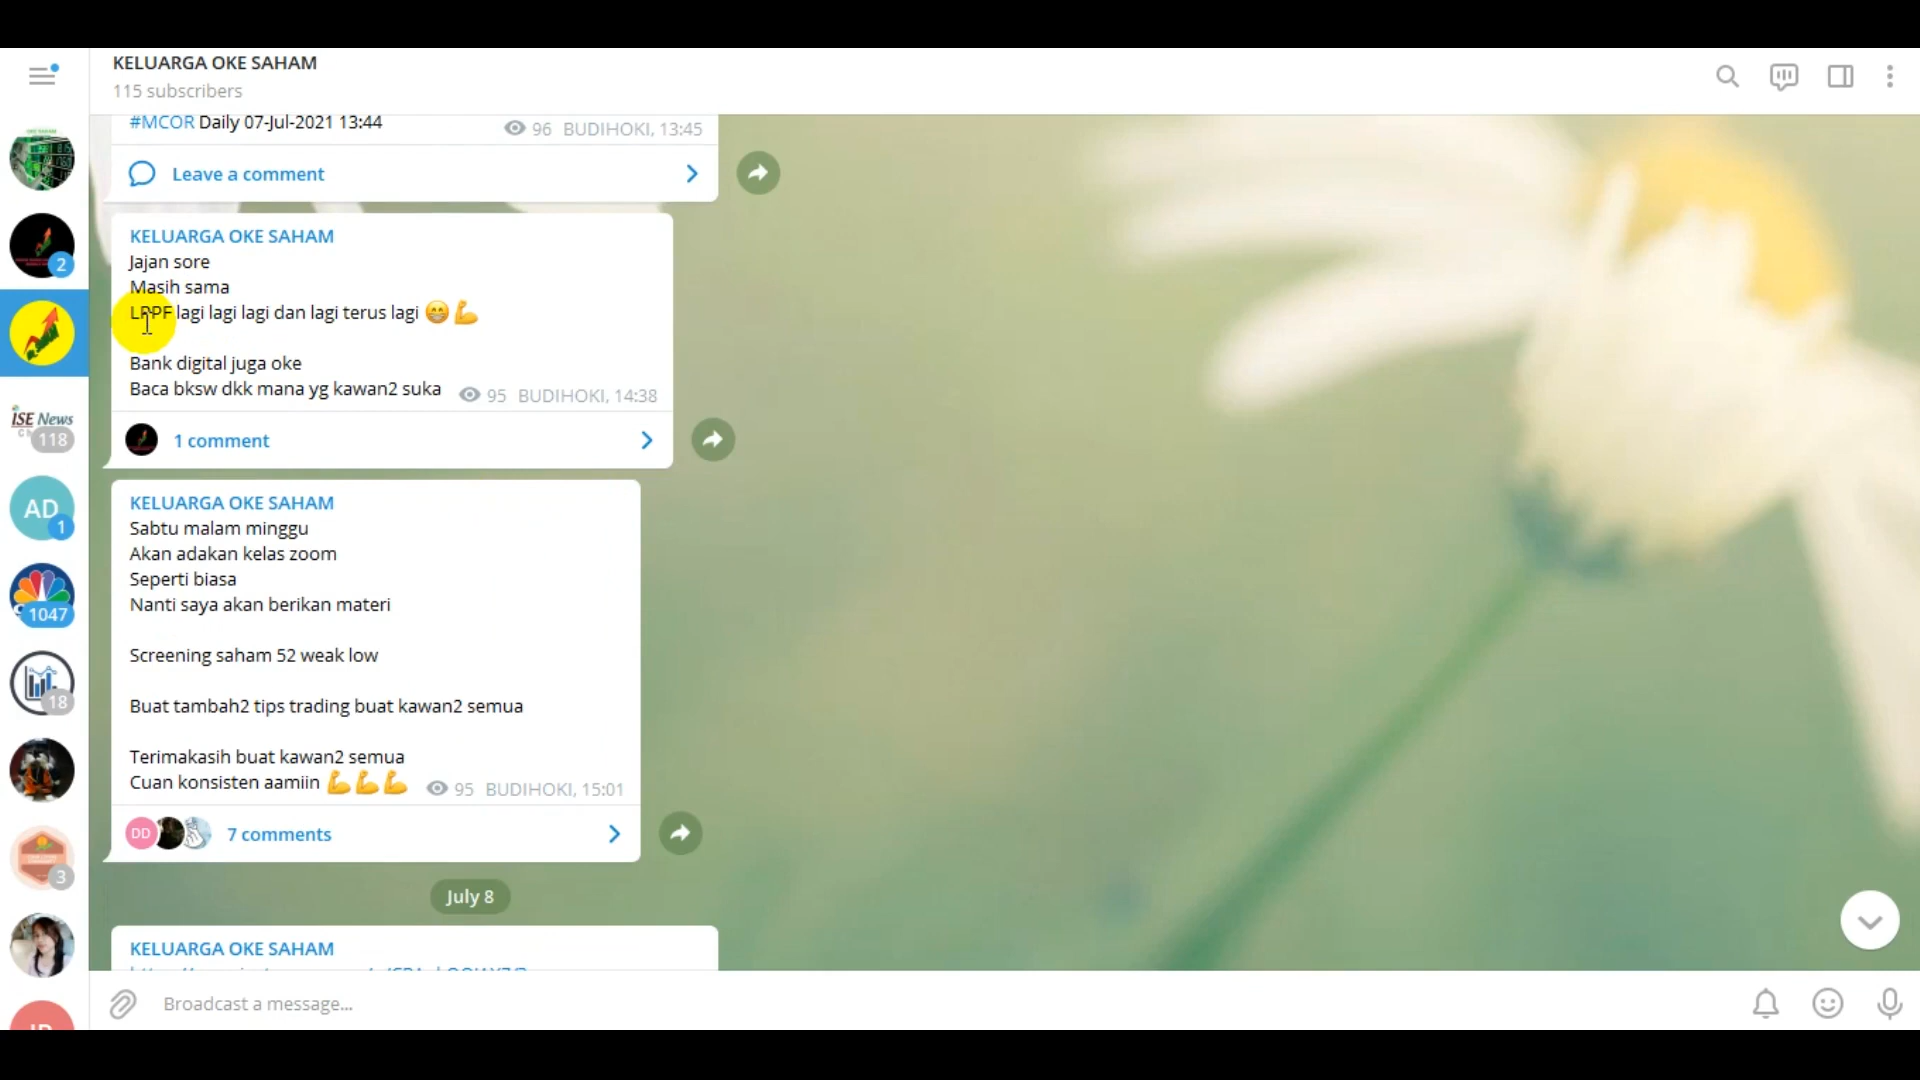 KELUARGA OKE SAHAM
115 subscribers
#MCOR Daily 07-Jul-2021 13:44
96 BUDIHOKI, 13:45
Leave a comment
KELUARGA OKE SAHAM
Jajan sore
Masih sama
LPPF lagi lagi lagi dan lagi terus lagi 😁💪
Bank digital juga oke
Baca bksw dkk mana yg kawan2 suka
95 BUDIHOKI, 14:38
1 comment
KELUARGA OKE SAHAM
Sabtu malam minggu
Akan adakan kelas zoom
Seperti biasa
Nanti saya akan berikan materi
Screening saham 52 weak low
Buat tambah2 tips trading buat kawan2 semua
Terimakasih buat kawan2 semua
Cuan konsisten aamiin 💪💪💪
95 BUDIHOKI, 15:01
DD
7 comments
July 8
KELUARGA OKE SAHAM
Broadcast a message...
2
ISE News
118
AD
1
1047
18
3